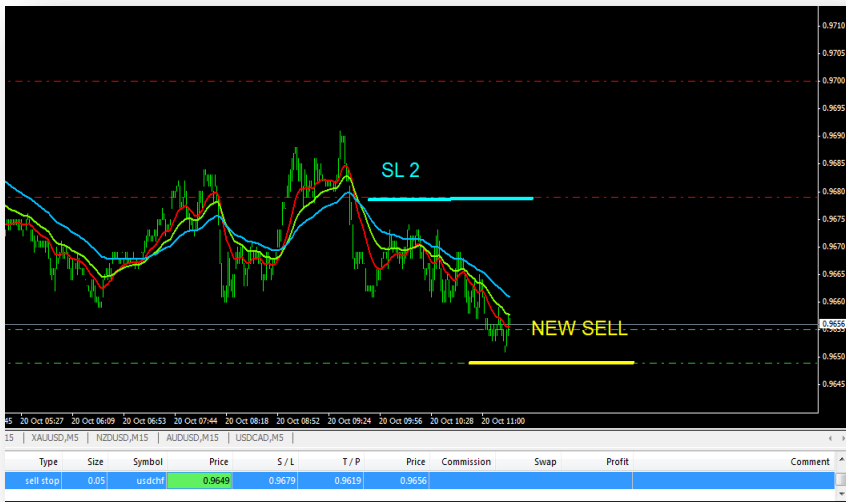 0.9710
0.9705
0.9700
0.9695
0.9690
0.9685
SL 2
0.9680
0.9675
0.9670
0.9665
0.9660
0.9656
NEW SELL
0.9650
0.9645
45 20 Oct 05:27 20 Oct 06:09 20 Oct 06:53 20 Oct 07:44 20 Oct 08:18 20 Oct 08:52 20 Oct 09:24 20 Oct 09:56 20 Oct 10:28 20 Oct 11:00
15 | XAUUSD,M5 | NZDUSD,M15 | AUDUSD,M15 | USDCAD,M5 |
Type Size Symbol Price S / L T / P Price Commission Swap Profit Comment
sell stop 0.05 usdchf 0.9649 0.9679 0.9619 0.9656